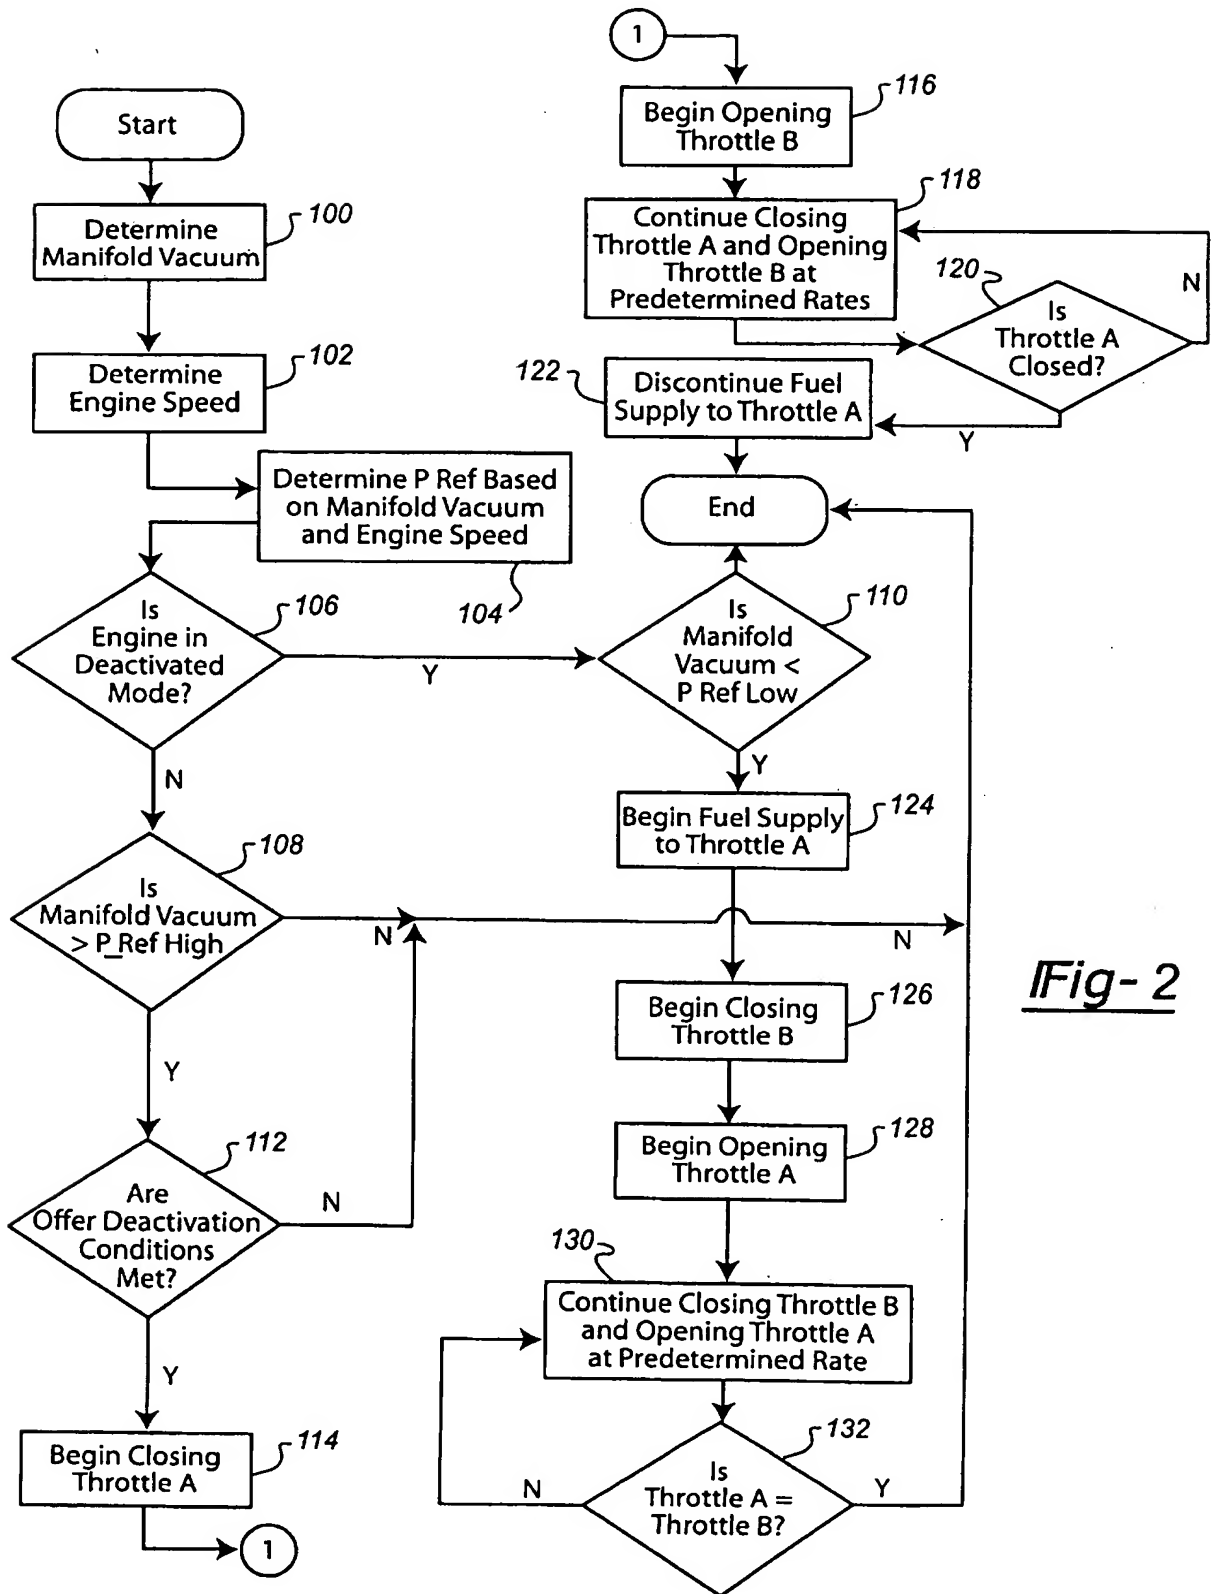 Start
Determine
Manifold Vacuum
100
Determine
Engine Speed
102
Determine P Ref Based
on Manifold Vacuum
and Engine Speed
104
Is
Engine in
Deactivated
Mode?
106
Y
N
Is
Manifold Vacuum
> P_Ref High
108
N
Y
Are
Offer Deactivation
Conditions
Met?
112
N
Y
Begin Closing
Throttle A
114
1
1
Begin Opening
Throttle B
116
Continue Closing
Throttle A and Opening
Throttle B at
Predetermined Rates
118
Is
Throttle A
Closed?
120
N
Y
Discontinue Fuel
Supply to Throttle A
122
End
Is
Manifold
Vacuum <
P Ref Low
110
Y
Begin Fuel Supply
to Throttle A
124
N
Begin Closing
Throttle B
126
Begin Opening
Throttle A
128
Continue Closing Throttle B
and Opening Throttle A
at Predetermined Rate
130
Is
Throttle A =
Throttle B?
132
N
Y
Fig-2